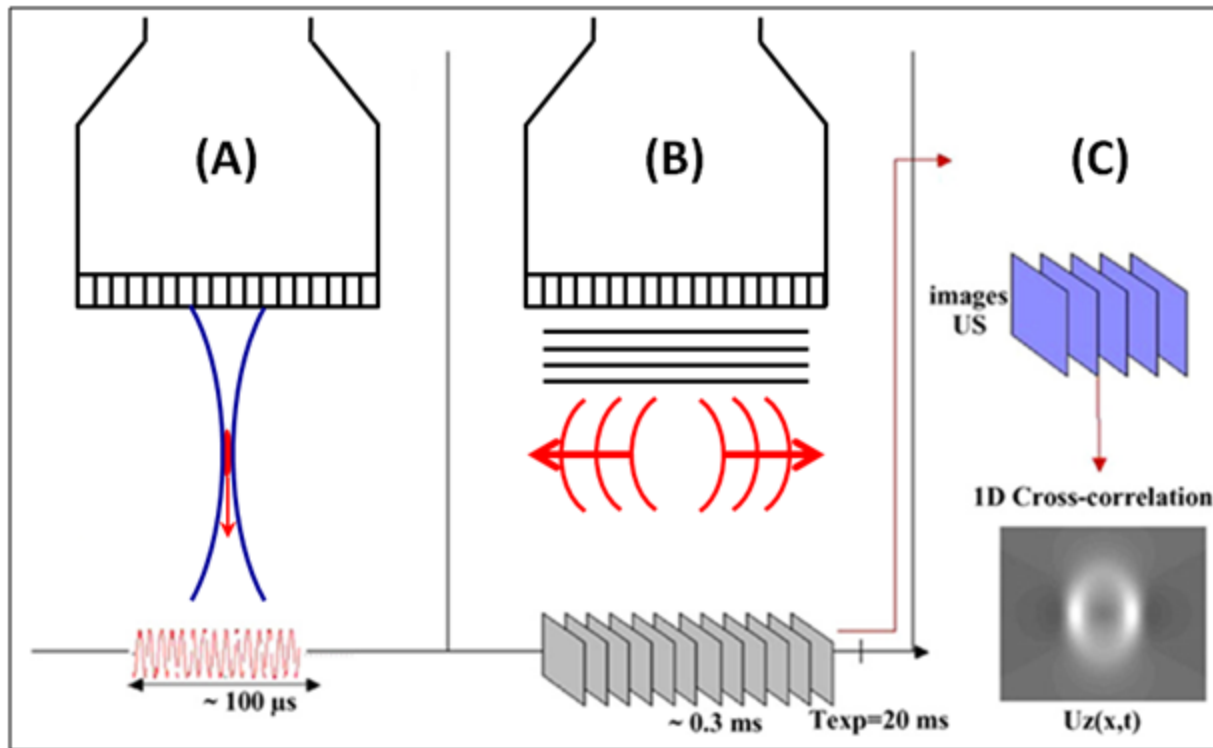 (A)
(B)
(C)
images
US
1D Cross-correlation
~ 100 µs
~ 0.3 ms
Texp=20 ms
Uz(x,t)